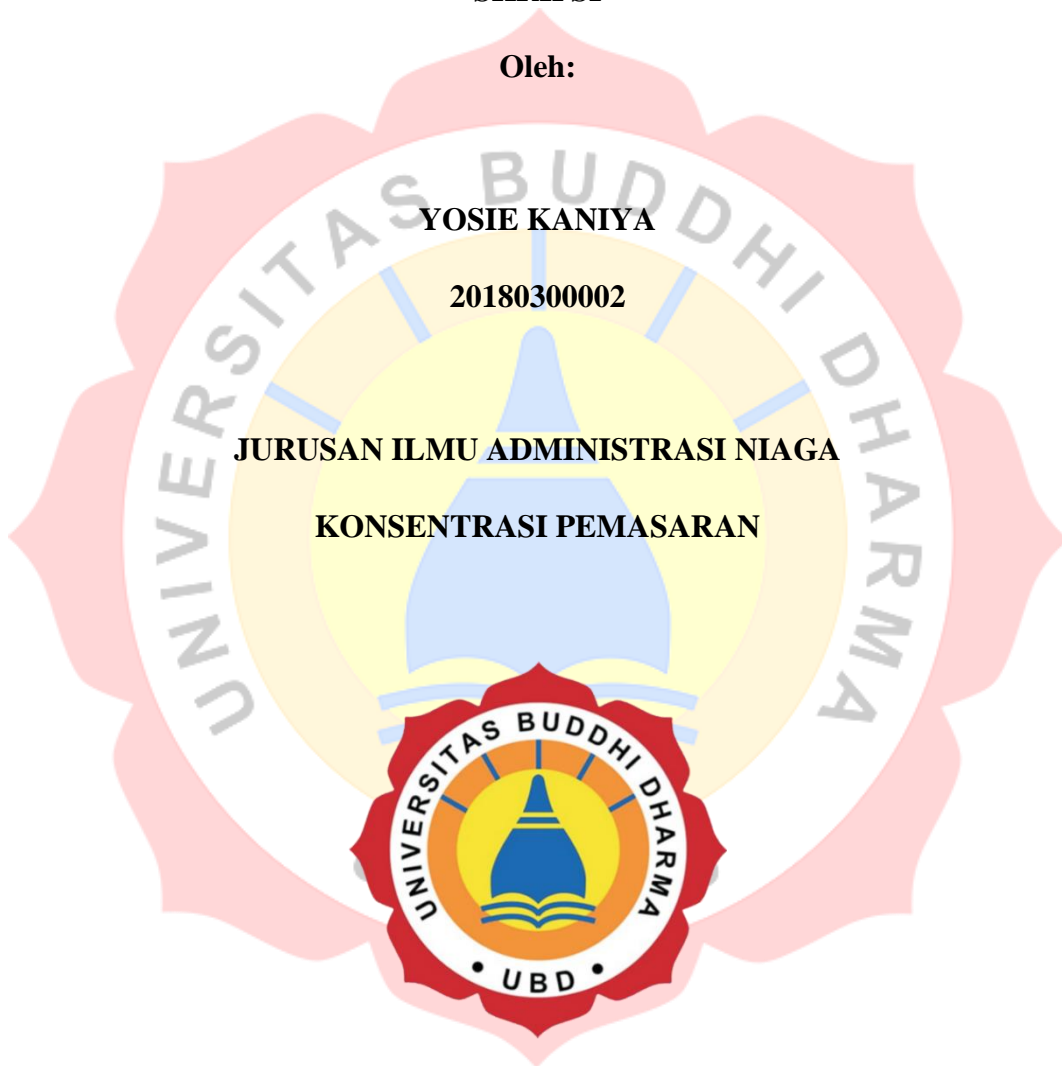 Oleh:
YOSIE KANIYA
20180300002
JURUSAN ILMU ADMINISTRASI NIAGA
KONSENTRASI PEMASARAN
UNIVERSITAS BUDDHI DHARMA
UNIVERSITAS BUDDHI DHARMA
• UBD •